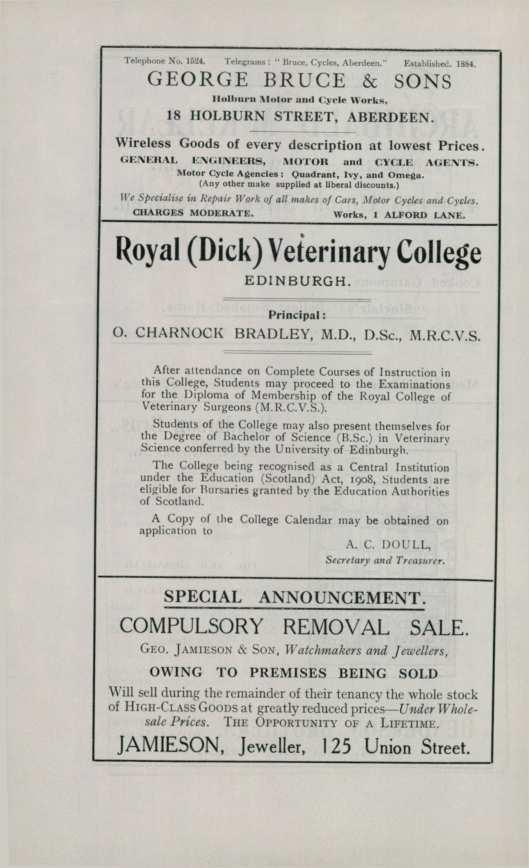 Telephone No. 1524. Telegrams: "Bruce, Cycles, Aberdeen." Established. 1884.
GEORGE BRUCE & SONS
Holburn Motor and Cycle Works,
18 HOLBURN STREET, ABERDEEN.
Wireless Goods of every description at lowest Prices.
GENERAL ENGINEERS, MOTOR and CYCLE AGENTS.
Motor Cycle Agencies: Quadrant, Ivy, and Omega.
(Any other make supplied at liberal discounts.)
We Specialise in Repair Work of all makes of Cars, Motor Cycles and Cycles.
CHARGES MODERATE. Works, 1 ALFORD LANE.
Royal (Dick) Veterinary College
EDINBURGH.
Principal:
O. CHARNOCK BRADLEY, M.D., D.Sc., M.R.C.V.S.
After attendance on Complete Courses of Instruction in
this College, Students may proceed to the Examinations
for the Diploma of Membership of the Royal College of
Veterinary Surgeons (M.R.C.V.S.).
Students of the College may also present themselves for
the Degree of Bachelor of Science (B.Sc.) in Veterinary
Science conferred by the University of Edinburgh.
The College being recognised as a Central Institution
under the Education (Scotland) Act, 1908, Students are
eligible for Bursaries granted by the Education Authorities
of Scotland.
A Copy of the College Calendar may be obtained on
application to
A. C. DOULL,
Secretary and Treasurer.
SPECIAL ANNOUNCEMENT.
COMPULSORY REMOVAL SALE.
GEO. JAMIESON & SON, Watchmakers and Jewellers,
OWING TO PREMISES BEING SOLD
Will sell during the remainder of their tenancy the whole stock
of HIGH-CLASS GOODS at greatly reduced prices—Under Whole-
sale Prices. THE OPPORTUNITY OF A LIFETIME.
JAMIESON, Jeweller, 125 Union Street.